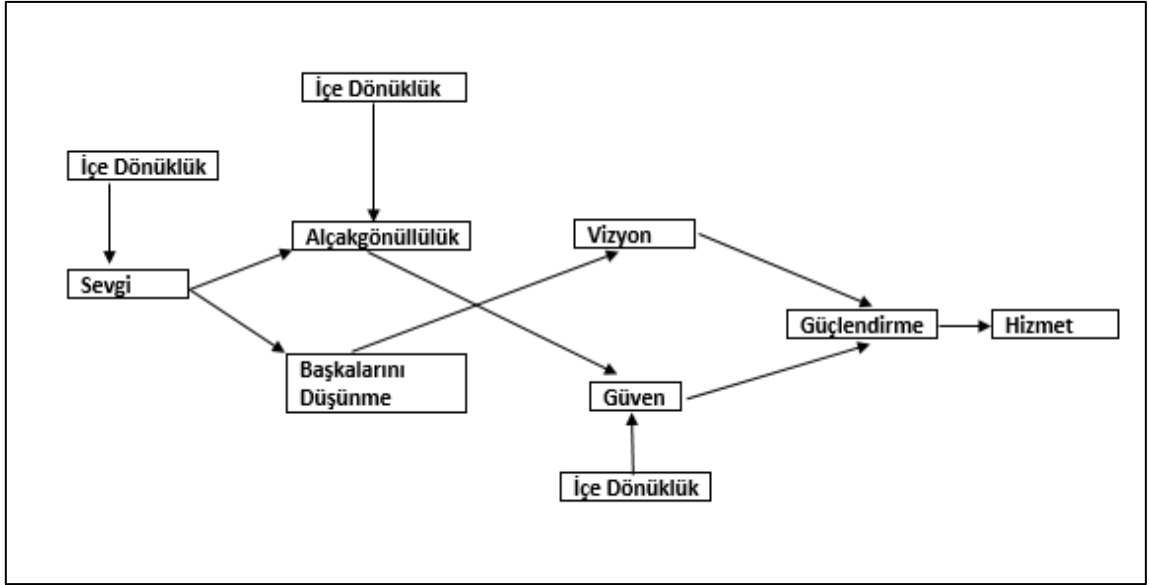 İçe Dönüklük
İçe Dönüklük
Alçakgönüllülük
Vizyon
Sevgi
Güçlendirme
Hizmet
Başkalarını
Düşünme
Güven
İçe Dönüklük